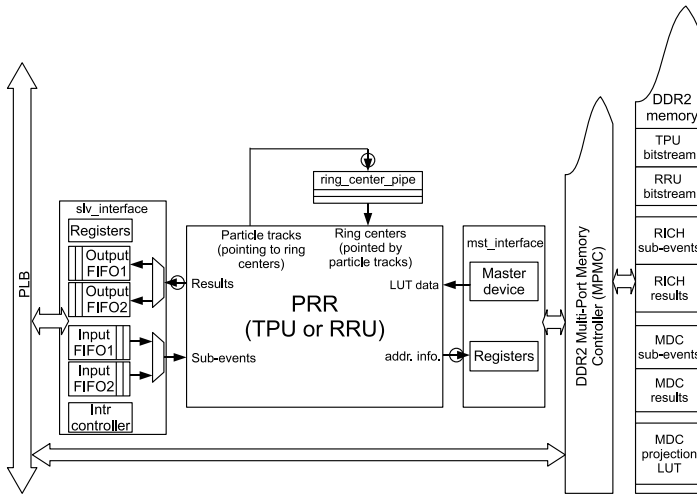 PLB
slv_interface
Registers
Output
FIFO1
Output
FIFO2
Input
FIFO1
Input
FIFO2
Intr
controller
ring_center_pipe
Particle tracks
(pointing to ring
centers)
Ring centers
(pointed by
particle tracks)
Results
LUT data
PRR
(TPU or RRU)
Sub-events
addr. info.
mst_interface
Master
device
Registers
DDR2 Multi-Port Memory
Controller (MPMC)
DDR2
memory
TPU
bitstream
RRU
bitstream
RICH
sub-events
RICH
results
MDC
sub-events
MDC
results
MDC
projection
LUT